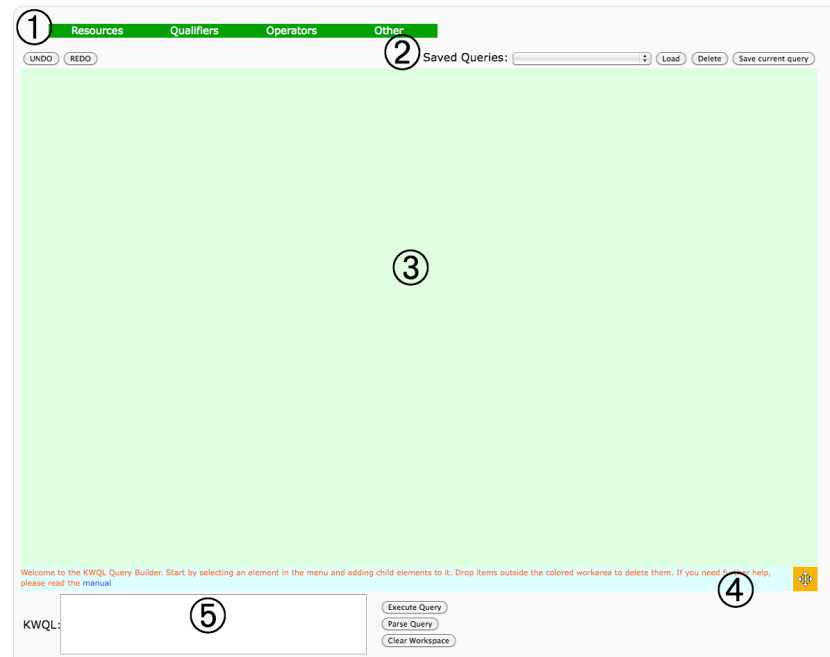 ① Resources Qualifiers Operators Other
UNDO REDO ② Saved Queries: Load Delete Save current query
③
Welcome to the KWQL Query Builder. Start by selecting an element in the menu and adding child elements to it. Drop items outside the colored workarea to delete them. If you need further help,
please read the manual
④
KWQL: ⑤ Execute Query
Parse Query
Clear Workspace